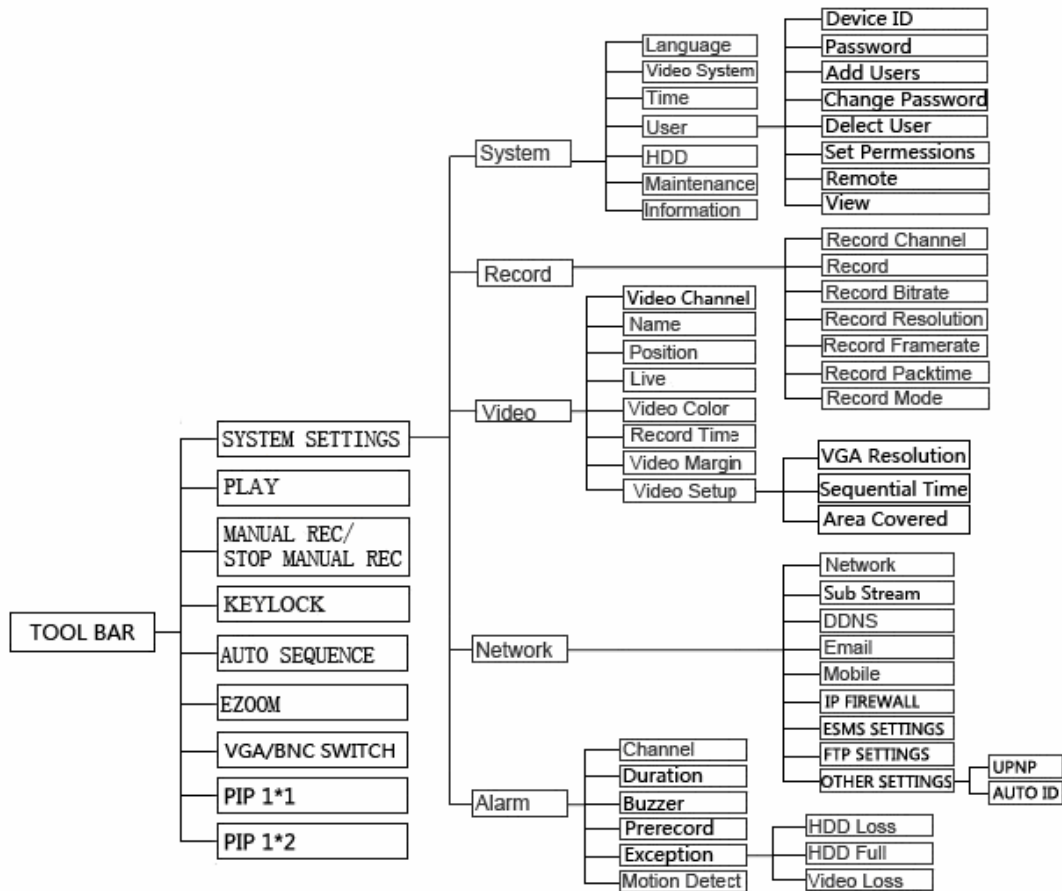 TOOL BAR
SYSTEM SETTINGS
PLAY
MANUAL REC/
STOP MANUAL REC
KEYLOCK
AUTO SEQUENCE
EZOOM
VGA/BNC SWITCH
PIP 1*1
PIP 1*2
System
Language
Video System
Time
User
HDD
Maintenance
Information
Device ID
Password
Add Users
Change Password
Delect User
Set Permessions
Remote
View
Record
Record Channel
Record
Record Bitrate
Record Resolution
Record Framerate
Record Packtime
Record Mode
Video
Video Channel
Name
Position
Live
Video Color
Record Time
Video Margin
Video Setup
VGA Resolution
Sequential Time
Area Covered
Network
Network
Sub Stream
DDNS
Email
Mobile
IP FIREWALL
ESMS SETTINGS
FTP SETTINGS
OTHER SETTINGS
UPNP
AUTO ID
Alarm
Channel
Duration
Buzzer
Prerecord
Exception
Motion Detect
HDD Loss
HDD Full
Video Loss